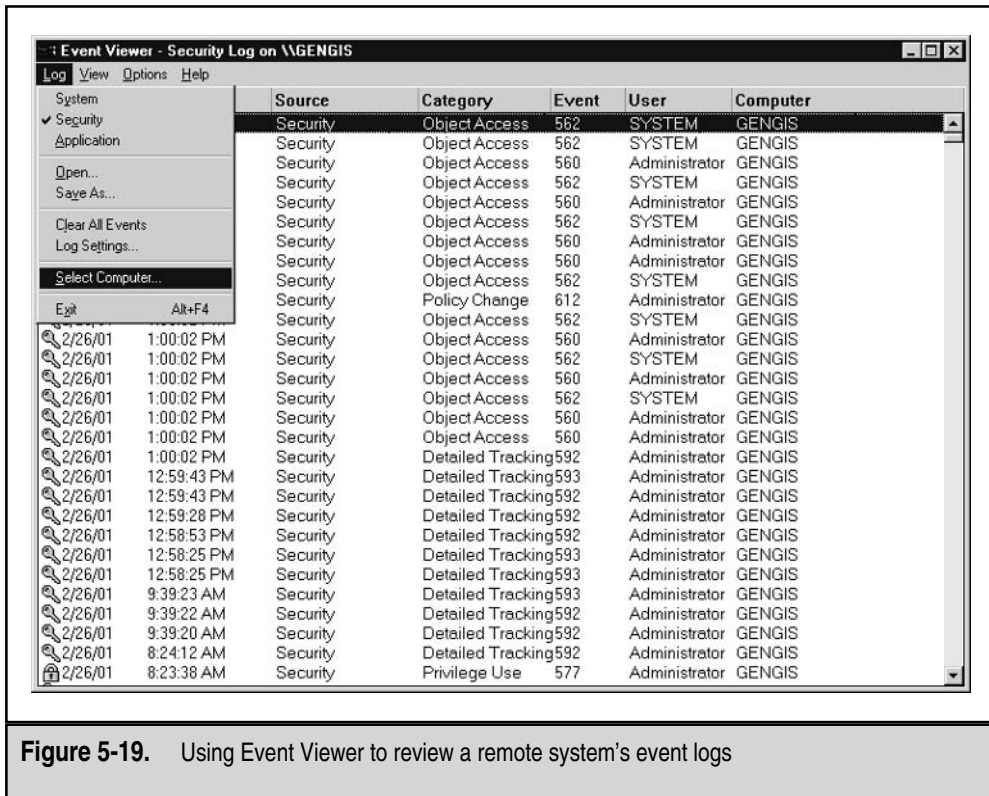 Event Viewer - Security Log on \\GENGIS
Log View Options Help
System
✔ Security
Application
Open...
Save As...
Clear All Events
Log Settings...
Select Computer...
Exit Alt+F4
Source Category Event User Computer
Security Object Access 562 SYSTEM GENGIS
Security Object Access 562 SYSTEM GENGIS
Security Object Access 560 Administrator GENGIS
Security Object Access 562 SYSTEM GENGIS
Security Object Access 560 Administrator GENGIS
Security Object Access 562 SYSTEM GENGIS
Security Object Access 560 Administrator GENGIS
Security Object Access 560 Administrator GENGIS
Security Object Access 562 SYSTEM GENGIS
Security Policy Change 612 Administrator GENGIS
Security Object Access 562 SYSTEM GENGIS
2/26/01 1:00:02 PM Security Object Access 560 Administrator GENGIS
2/26/01 1:00:02 PM Security Object Access 562 SYSTEM GENGIS
2/26/01 1:00:02 PM Security Object Access 560 Administrator GENGIS
2/26/01 1:00:02 PM Security Object Access 562 SYSTEM GENGIS
2/26/01 1:00:02 PM Security Object Access 560 Administrator GENGIS
2/26/01 1:00:02 PM Security Object Access 560 Administrator GENGIS
2/26/01 1:00:02 PM Security Detailed Tracking 592 Administrator GENGIS
2/26/01 12:59:43 PM Security Detailed Tracking 593 Administrator GENGIS
2/26/01 12:59:43 PM Security Detailed Tracking 592 Administrator GENGIS
2/26/01 12:59:28 PM Security Detailed Tracking 592 Administrator GENGIS
2/26/01 12:58:53 PM Security Detailed Tracking 592 Administrator GENGIS
2/26/01 12:58:25 PM Security Detailed Tracking 593 Administrator GENGIS
2/26/01 12:58:25 PM Security Detailed Tracking 593 Administrator GENGIS
2/26/01 9:39:23 AM Security Detailed Tracking 593 Administrator GENGIS
2/26/01 9:39:22 AM Security Detailed Tracking 592 Administrator GENGIS
2/26/01 9:39:20 AM Security Detailed Tracking 592 Administrator GENGIS
2/26/01 8:24:12 AM Security Detailed Tracking 592 Administrator GENGIS
2/26/01 8:23:38 AM Security Privilege Use 577 Administrator GENGIS
Figure 5-19. Using Event Viewer to review a remote system's event logs